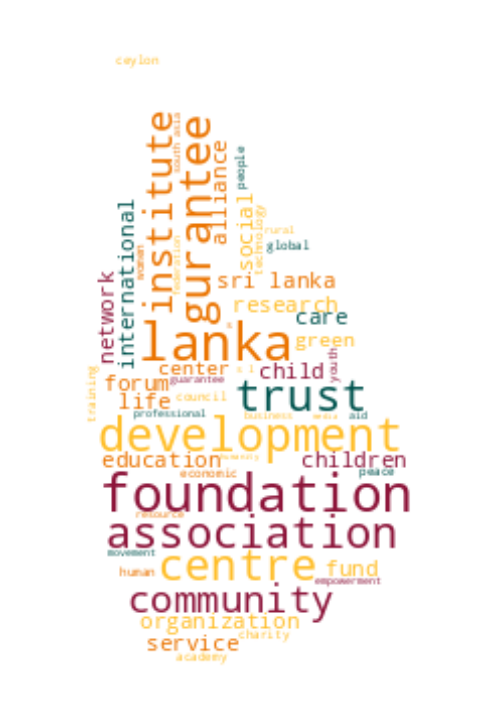 ceylon
institute
south asia
gurantee
alliance
people
international
social
technology
rural
global
women
federation
network
sri lanka
research
care
lanka
green
center
child
youth
training
forum
guarantee
trust
life
council
professional
business
media
aid
development
education
humanity
children
economic
peace
foundation
resource
association
movement
centre
human
fund
empowerment
community
organization
charity
service
academy